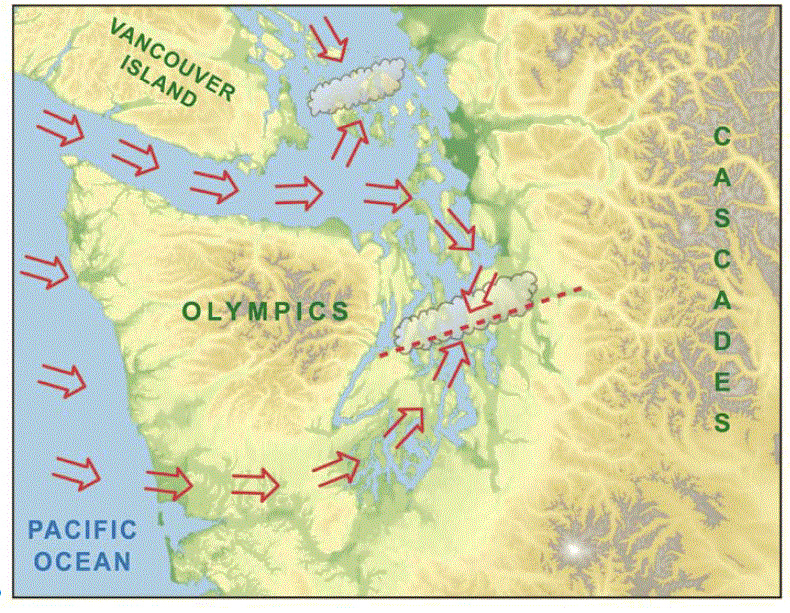 VANCOUVER
ISLAND
OLYMPICS
CASCADES
PACIFIC
OCEAN